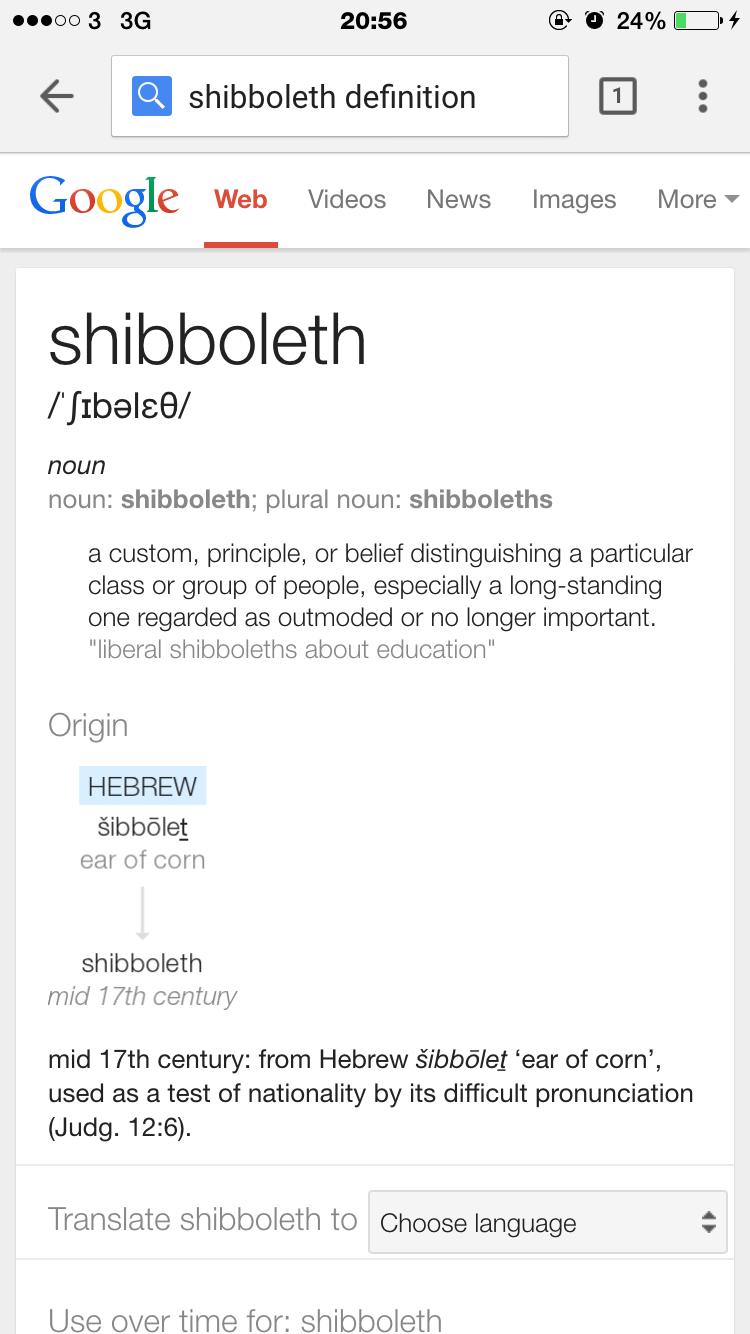 3 3G 20:56 24%
shibboleth definition 1
Google Web Videos News Images More
shibboleth
/ˈʃɪbəlɛθ/
noun
noun: shibboleth; plural noun: shibboleths
a custom, principle, or belief distinguishing a particular
class or group of people, especially a long-standing
one regarded as outmoded or no longer important.
"liberal shibboleths about education"
Origin
HEBREW
šibbōleṯ
ear of corn
shibboleth
mid 17th century
mid 17th century: from Hebrew šibbōleṯ ‘ear of corn’,
used as a test of nationality by its difficult pronunciation
(Judg. 12:6).
Translate shibboleth to Choose language
Use over time for: shibboleth